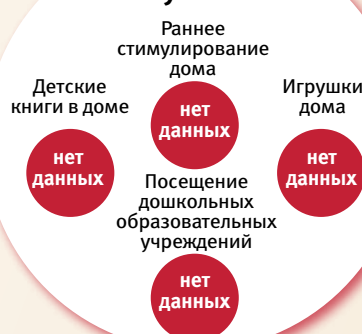 Раннее
стимулирование
дома
нет
данных
Детские
книги в доме
нет
данных
Игрушки
дома
нет
данных
Посещение
дошкольных
образовательных
учреждений
нет
данных